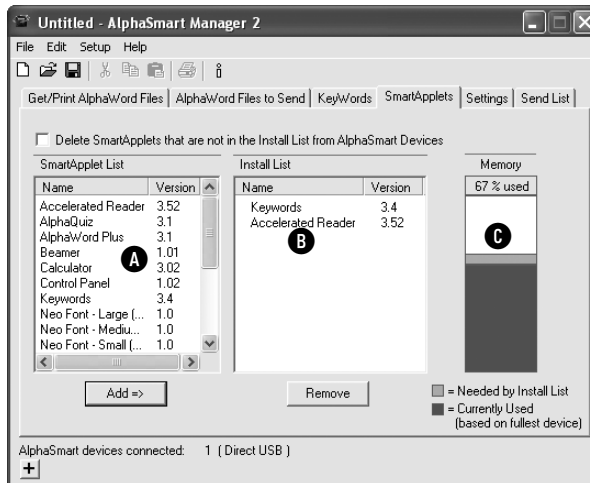 Untitled - AlphaSmart Manager 2
File Edit Setup Help
Get/Print AlphaWord Files AlphaWord Files to Send KeyWords SmartApplets Settings Send List
Delete SmartApplets that are not in the Install List from AlphaSmart Devices
SmartApplet List
Name Version
Accelerated Reader 3.52
AlphaQuiz 3.1
AlphaWord Plus 3.1
Beamer 1.01
Calculator 3.02
Control Panel 1.02
Keywords 3.4
Neo Font - Large (... 1.0
Neo Font - Mediu... 1.0
Neo Font - Small (... 1.0
A
Add =>
Install List
Name Version
Keywords 3.4
Accelerated Reader 3.52
B
Remove
Memory
67 % used
C
= Needed by Install List
= Currently Used
(based on fullest device)
AlphaSmart devices connected: 1 ( Direct USB )